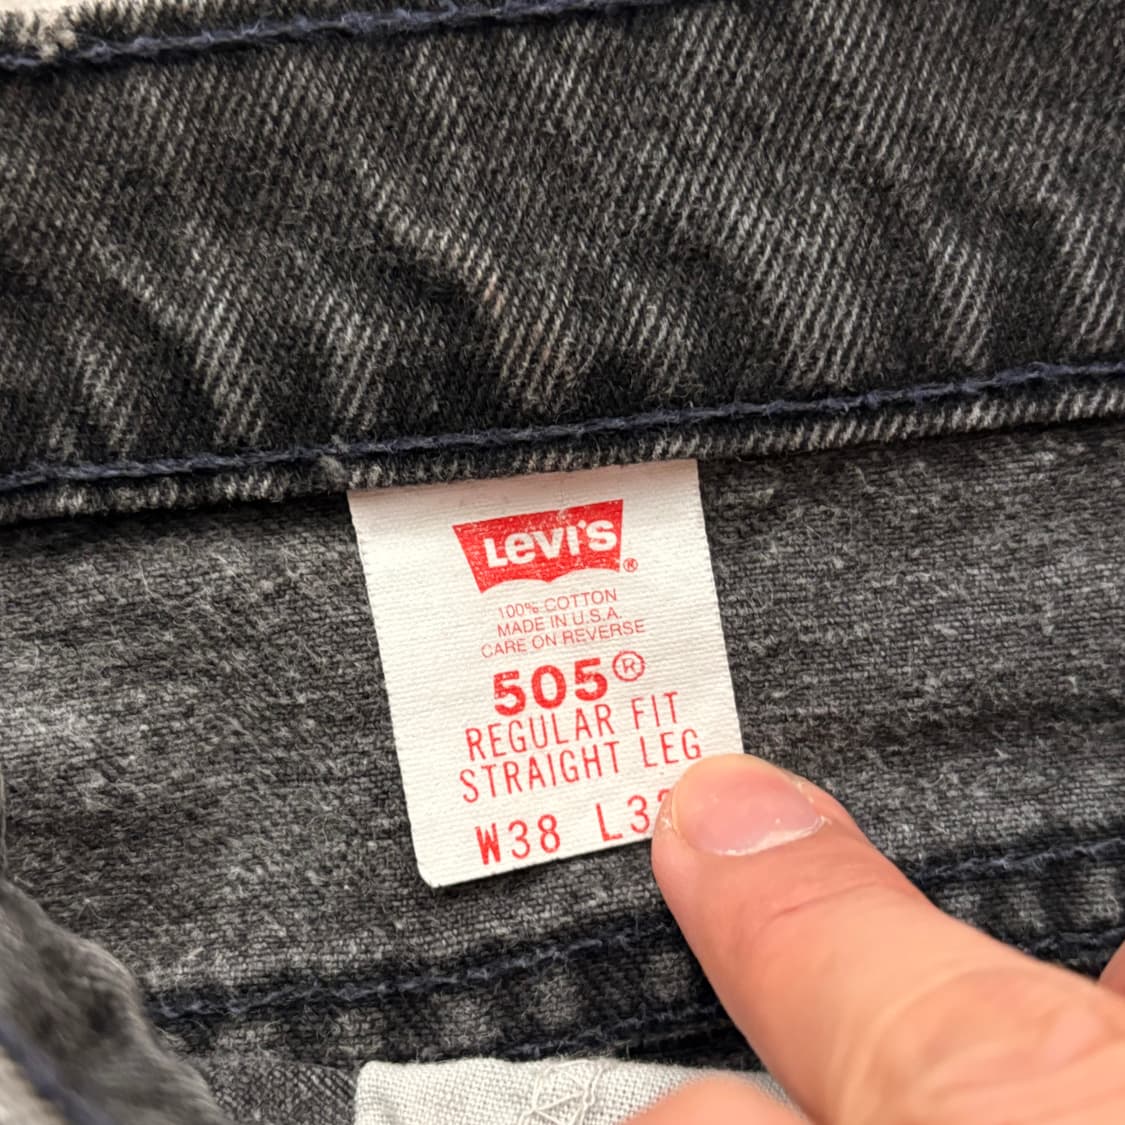 LEVI'S ®
100% COTTON
MADE IN U.S.A.
CARE ON REVERSE
505®
REGULAR FIT
STRAIGHT LEG
W38